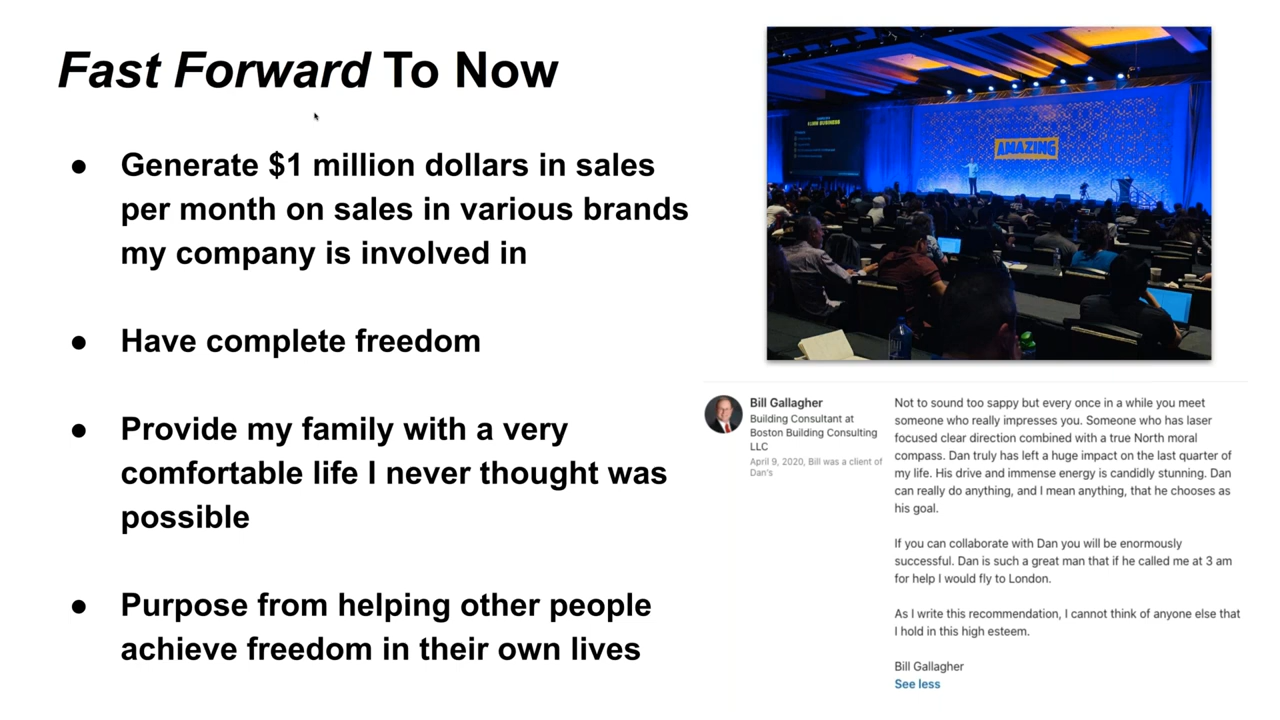 Fast Forward To Now
● Generate $1 million dollars in sales
per month on sales in various brands
my company is involved in
● Have complete freedom
● Provide my family with a very
comfortable life I never thought was
possible
● Purpose from helping other people
achieve freedom in their own lives
AMAZING
Bill Gallagher
Building Consultant at
Boston Building Consulting
LLC
April 9, 2020, Bill was a client of
Dan's
Not to sound too sappy but every once in a while you meet
someone who really impresses you. Someone who has laser
focused clear direction combined with a true North moral
compass. Dan truly has left a huge impact on the last quarter of
my life. His drive and immense energy is candidly stunning. Dan
can really do anything, and I mean anything, that he chooses as
his goal.
If you can collaborate with Dan you will be enormously
successful. Dan is such a great man that if he called me at 3 am
for help I would fly to London.
As I write this recommendation, I cannot think of anyone else that
I hold in this high esteem.
Bill Gallagher
See less